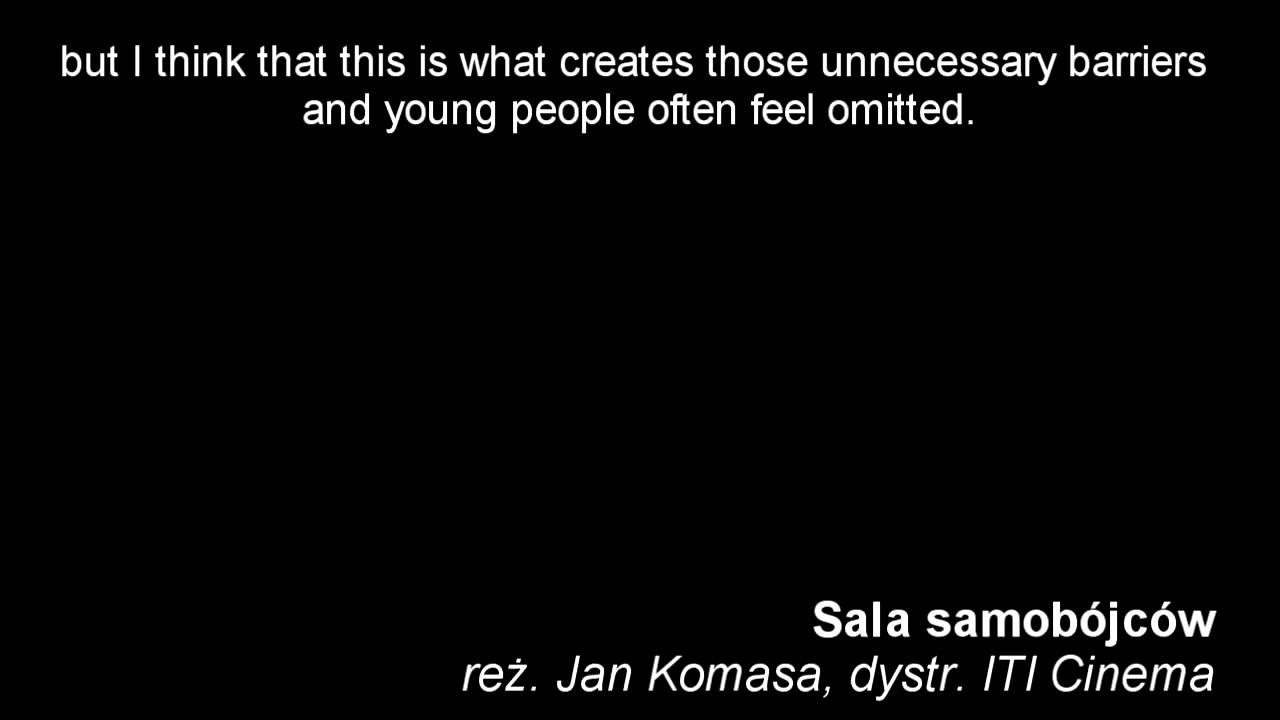 but I think that this is what creates those unnecessary barriers
and young people often feel omitted.
Sala samobójców
reż. Jan Komasa, dystr. ITI Cinema